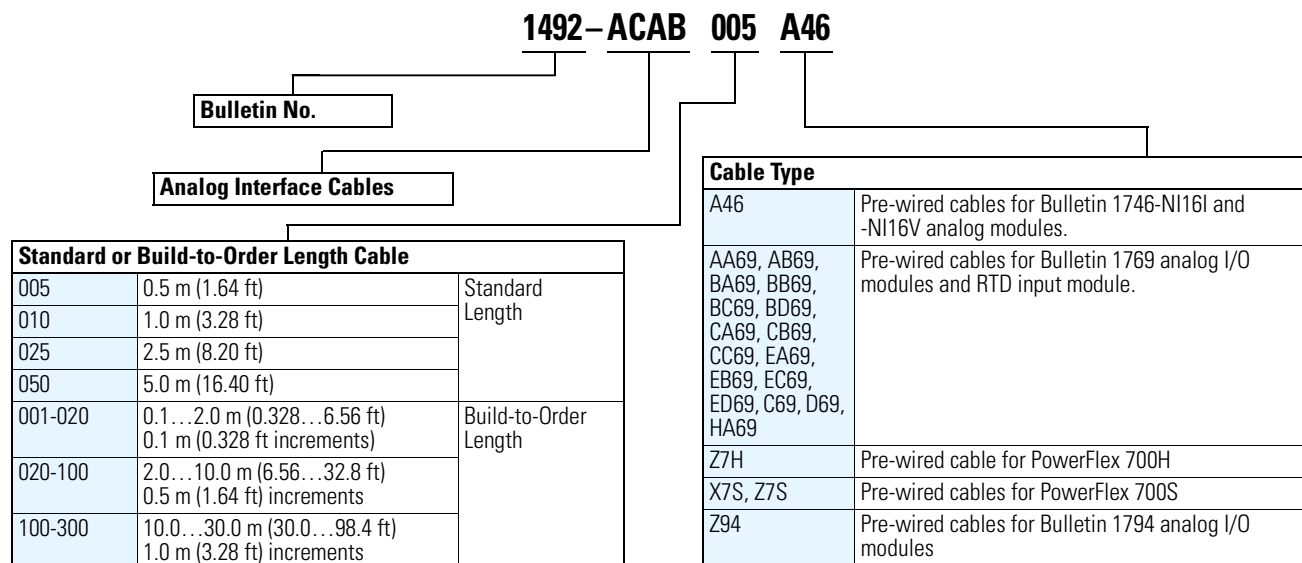 1492–ACAB 005 A46
Bulletin No.
Analog Interface Cables
Standard or Build-to-Order Length Cable
005 0.5 m (1.64 ft) Standard
Length
010 1.0 m (3.28 ft)
025 2.5 m (8.20 ft)
050 5.0 m (16.40 ft)
001-020 0.1…2.0 m (0.328…6.56 ft) Build-to-Order
0.1 m (0.328 ft increments) Length
020-100 2.0…10.0 m (6.56…32.8 ft)
0.5 m (1.64 ft) increments
100-300 10.0…30.0 m (30.0…98.4 ft)
1.0 m (3.28 ft) increments
Cable Type
A46 Pre-wired cables for Bulletin 1746-NI16I and
-NI16V analog modules.
AA69, AB69, Pre-wired cables for Bulletin 1769 analog I/O
BA69, BB69, modules and RTD input module.
BC69, BD69,
CA69, CB69,
CC69, EA69,
EB69, EC69,
ED69, C69, D69,
HA69
Z7H Pre-wired cable for PowerFlex 700H
X7S, Z7S Pre-wired cables for PowerFlex 700S
Z94 Pre-wired cables for Bulletin 1794 analog I/O
modules